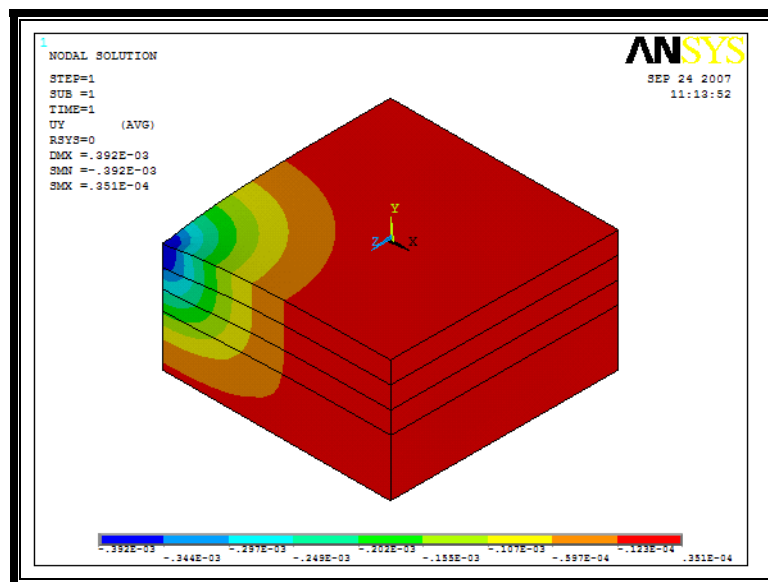 1
NODAL SOLUTION
STEP=1
SUB =1
TIME=1
UY (AVG)
RSYS=0
DMX =.392E-03
SMN =-.392E-03
SMX =.351E-04
ANSYS
SEP 24 2007
11:13:52
Y
Z X
-.392E-03 -.297E-03 -.202E-03 -.107E-03 -.123E-04
-.344E-03 -.249E-03 -.155E-03 -.597E-04 .351E-04